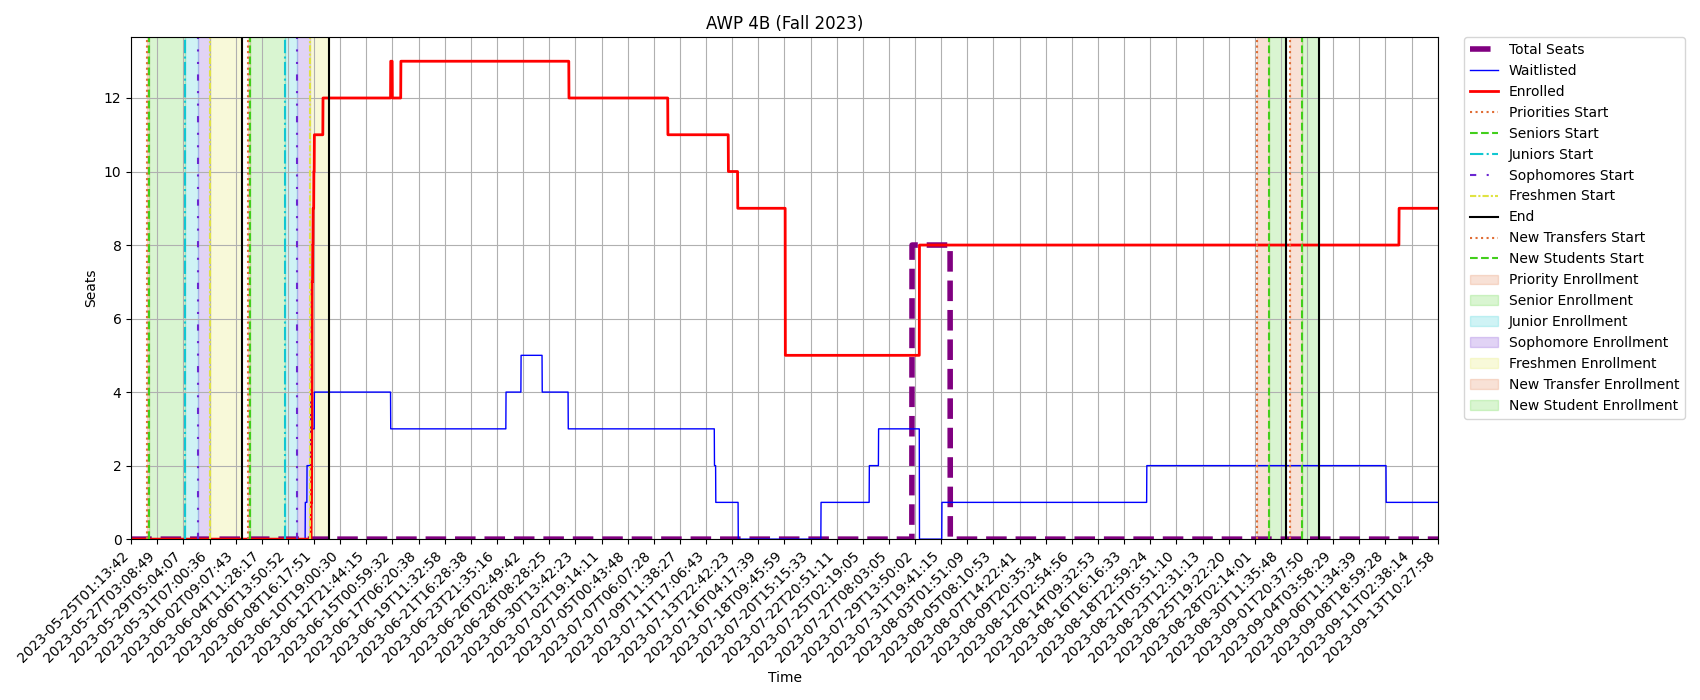 AWP 4B (Fall 2023)
Total Seats
Waitlisted
Enrolled
Priorities Start
Seniors Start
Juniors Start
Sophomores Start
Freshmen Start
End
New Transfers Start
New Students Start
Priority Enrollment
Senior Enrollment
Junior Enrollment
Sophomore Enrollment
Freshmen Enrollment
New Transfer Enrollment
New Student Enrollment
Seats
12
10
8
6
4
2
0
2023-05-25T01:13:42
2023-05-27T03:08:49
2023-05-29T05:04:07
2023-05-31T07:00:36
2023-06-02T09:07:43
2023-06-04T11:28:17
2023-06-06T13:50:52
2023-06-08T16:17:51
2023-06-10T19:00:30
2023-06-12T21:44:15
2023-06-15T00:59:32
2023-06-17T06:20:38
2023-06-19T11:32:58
2023-06-21T16:28:38
2023-06-23T21:35:16
2023-06-26T02:49:42
2023-06-28T08:28:25
2023-06-30T13:42:23
2023-07-02T19:14:11
2023-07-05T00:43:48
2023-07-07T06:07:28
2023-07-09T11:38:27
2023-07-11T17:06:43
2023-07-13T22:42:23
2023-07-16T04:17:39
2023-07-18T09:45:59
2023-07-20T15:15:33
2023-07-22T20:51:11
2023-07-25T02:19:05
2023-07-27T08:03:05
2023-07-29T13:50:02
2023-07-31T19:41:15
2023-08-03T01:51:09
2023-08-05T08:10:53
2023-08-07T14:22:41
2023-08-09T20:35:34
2023-08-12T02:54:56
2023-08-14T09:32:53
2023-08-16T16:16:33
2023-08-18T22:59:24
2023-08-21T05:51:10
2023-08-23T12:31:13
2023-08-25T19:22:20
2023-08-28T02:14:01
2023-08-30T11:35:48
2023-09-01T20:37:50
2023-09-04T03:58:29
2023-09-06T11:34:39
2023-09-08T18:59:28
2023-09-11T02:38:14
2023-09-13T10:27:58
Time